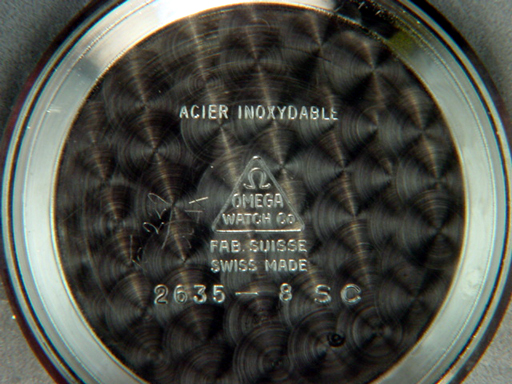 ACIER INOXYDABLE
Ω
OMEGA
WATCH Co
FAB. SUISSE
SWISS MADE
2635 — 8 SC